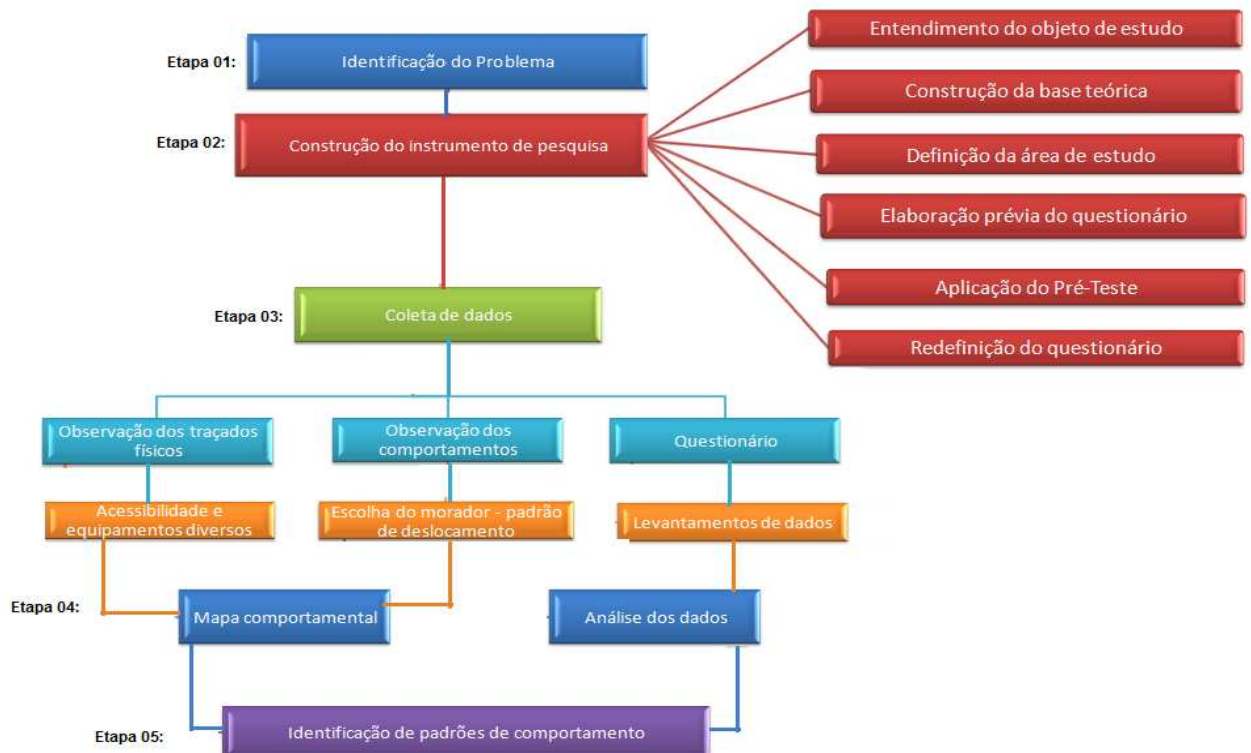 Etapa 01:
Identificação do Problema
Etapa 02:
Construção do instrumento de pesquisa
Entendimento do objeto de estudo
Construção da base teórica
Definição da área de estudo
Elaboração prévia do questionário
Aplicação do Pré-Teste
Redefinição do questionário
Etapa 03:
Coleta de dados
Observação dos traçados
físicos
Observação dos
comportamentos
Questionário
Acessibilidade e
equipamentos diversos
Escolha do morador - padrão
de deslocamento
Levantamentos de dados
Etapa 04:
Mapa comportamental
Análise dos dados
Etapa 05:
Identificação de padrões de comportamento